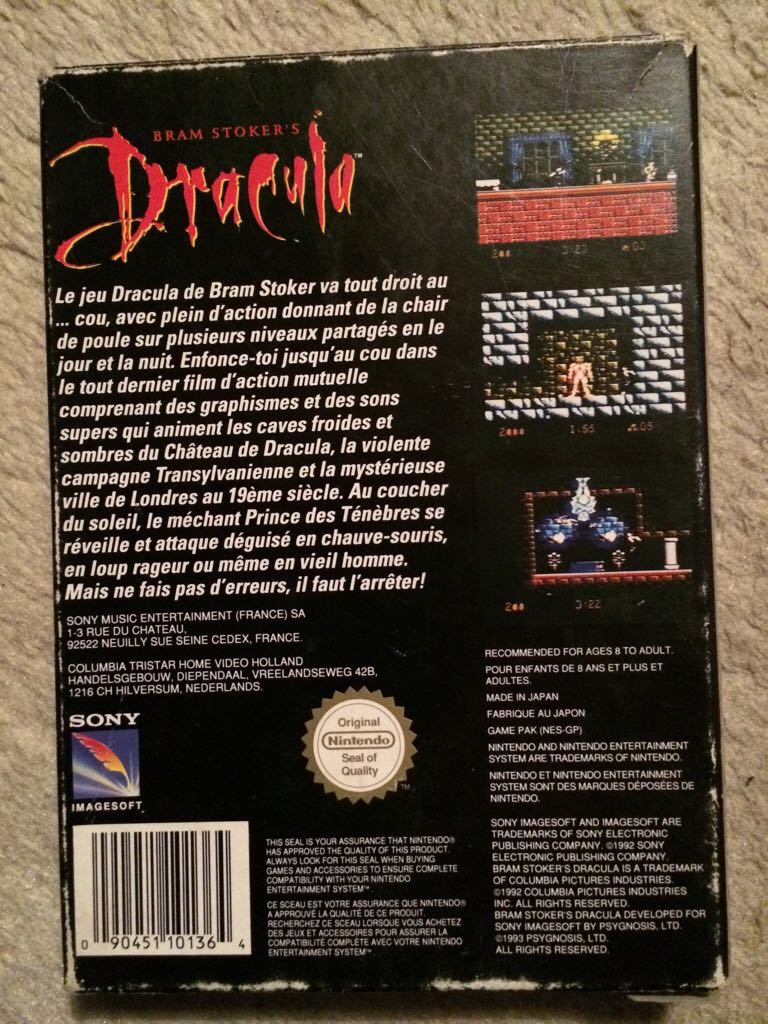 BRAM STOKER'S
Dracula™
Le jeu Dracula de Bram Stoker va tout droit au
... cou, avec plein d'action donnant de la chair
de poule sur plusieurs niveaux partagés en le
jour et la nuit. Enfonce-toi jusqu'au cou dans
le tout dernier film d'action mutuelle
comprenant des graphismes et des sons
supers qui animent les caves froides et
sombres du Château de Dracula, la violente
campagne Transylvanienne et la mystérieuse
ville de Londres au 19ème siècle. Au coucher
du soleil, le méchant Prince des Ténèbres se
réveille et attaque déguisé en chauve-souris,
en loup rageur ou même en vieil homme.
Mais ne fais pas d'erreurs, il faut l'arrêter!
SONY MUSIC ENTERTAINMENT (FRANCE) SA
1-3 RUE DU CHATEAU,
92522 NEUILLY SUE SEINE CEDEX, FRANCE.
COLUMBIA TRISTAR HOME VIDEO HOLLAND
HANDELSGEBOUW, DIEPENDAAL, VREELANDSEWEG 42B,
1216 CH HILVERSUM, NEDERLANDS.
SONY
IMAGESOFT
Original
Nintendo
Seal of
Quality
TM
0 90451 10136 4
THIS SEAL IS YOUR ASSURANCE THAT NINTENDO®
HAS APPROVED THE QUALITY OF THIS PRODUCT.
ALWAYS LOOK FOR THIS SEAL WHEN BUYING
GAMES AND ACCESSORIES TO ENSURE COMPLETE
COMPATIBILITY WITH YOUR NINTENDO
ENTERTAINMENT SYSTEM™.
CE SCEAU EST VOTRE ASSURANCE QUE NINTENDO®
A APPROUVÉ LA QUALITÉ DE CE PRODUIT.
RECHERCHEZ CE SCEAU LORSQUE VOUS ACHETEZ
DES JEUX ET ACCESSOIRES POUR ASSURER LA
COMPATIBILITÉ COMPLÈTE AVEC VOTRE NINTENDO
ENTERTAINMENT SYSTEM™
3:23 03
1:55 05
3:22
RECOMMENDED FOR AGES 8 TO ADULT.
POUR ENFANTS DE 8 ANS ET PLUS ET
ADULTES.
MADE IN JAPAN
FABRIQUE AU JAPON
GAME PAK (NES-GP)
NINTENDO AND NINTENDO ENTERTAINMENT
SYSTEM ARE TRADEMARKS OF NINTENDO.
NINTENDO ET NINTENDO ENTERTAINMENT
SYSTEM SONT DES MARQUES DÉPOSÉES DE
NINTENDO.
SONY IMAGESOFT AND IMAGESOFT ARE
TRADEMARKS OF SONY ELECTRONIC
PUBLISHING COMPANY. ©1992 SONY
ELECTRONIC PUBLISHING COMPANY.
BRAM STOKER'S DRACULA IS A TRADEMARK
OF COLUMBIA PICTURES INDUSTRIES.
©1992 COLUMBIA PICTURES INDUSTRIES
INC. ALL RIGHTS RESERVED.
BRAM STOKER'S DRACULA DEVELOPED FOR
SONY IMAGESOFT BY PSYGNOSIS, LTD.
©1993 PSYGNOSIS, LTD.
ALL RIGHTS RESERVED.